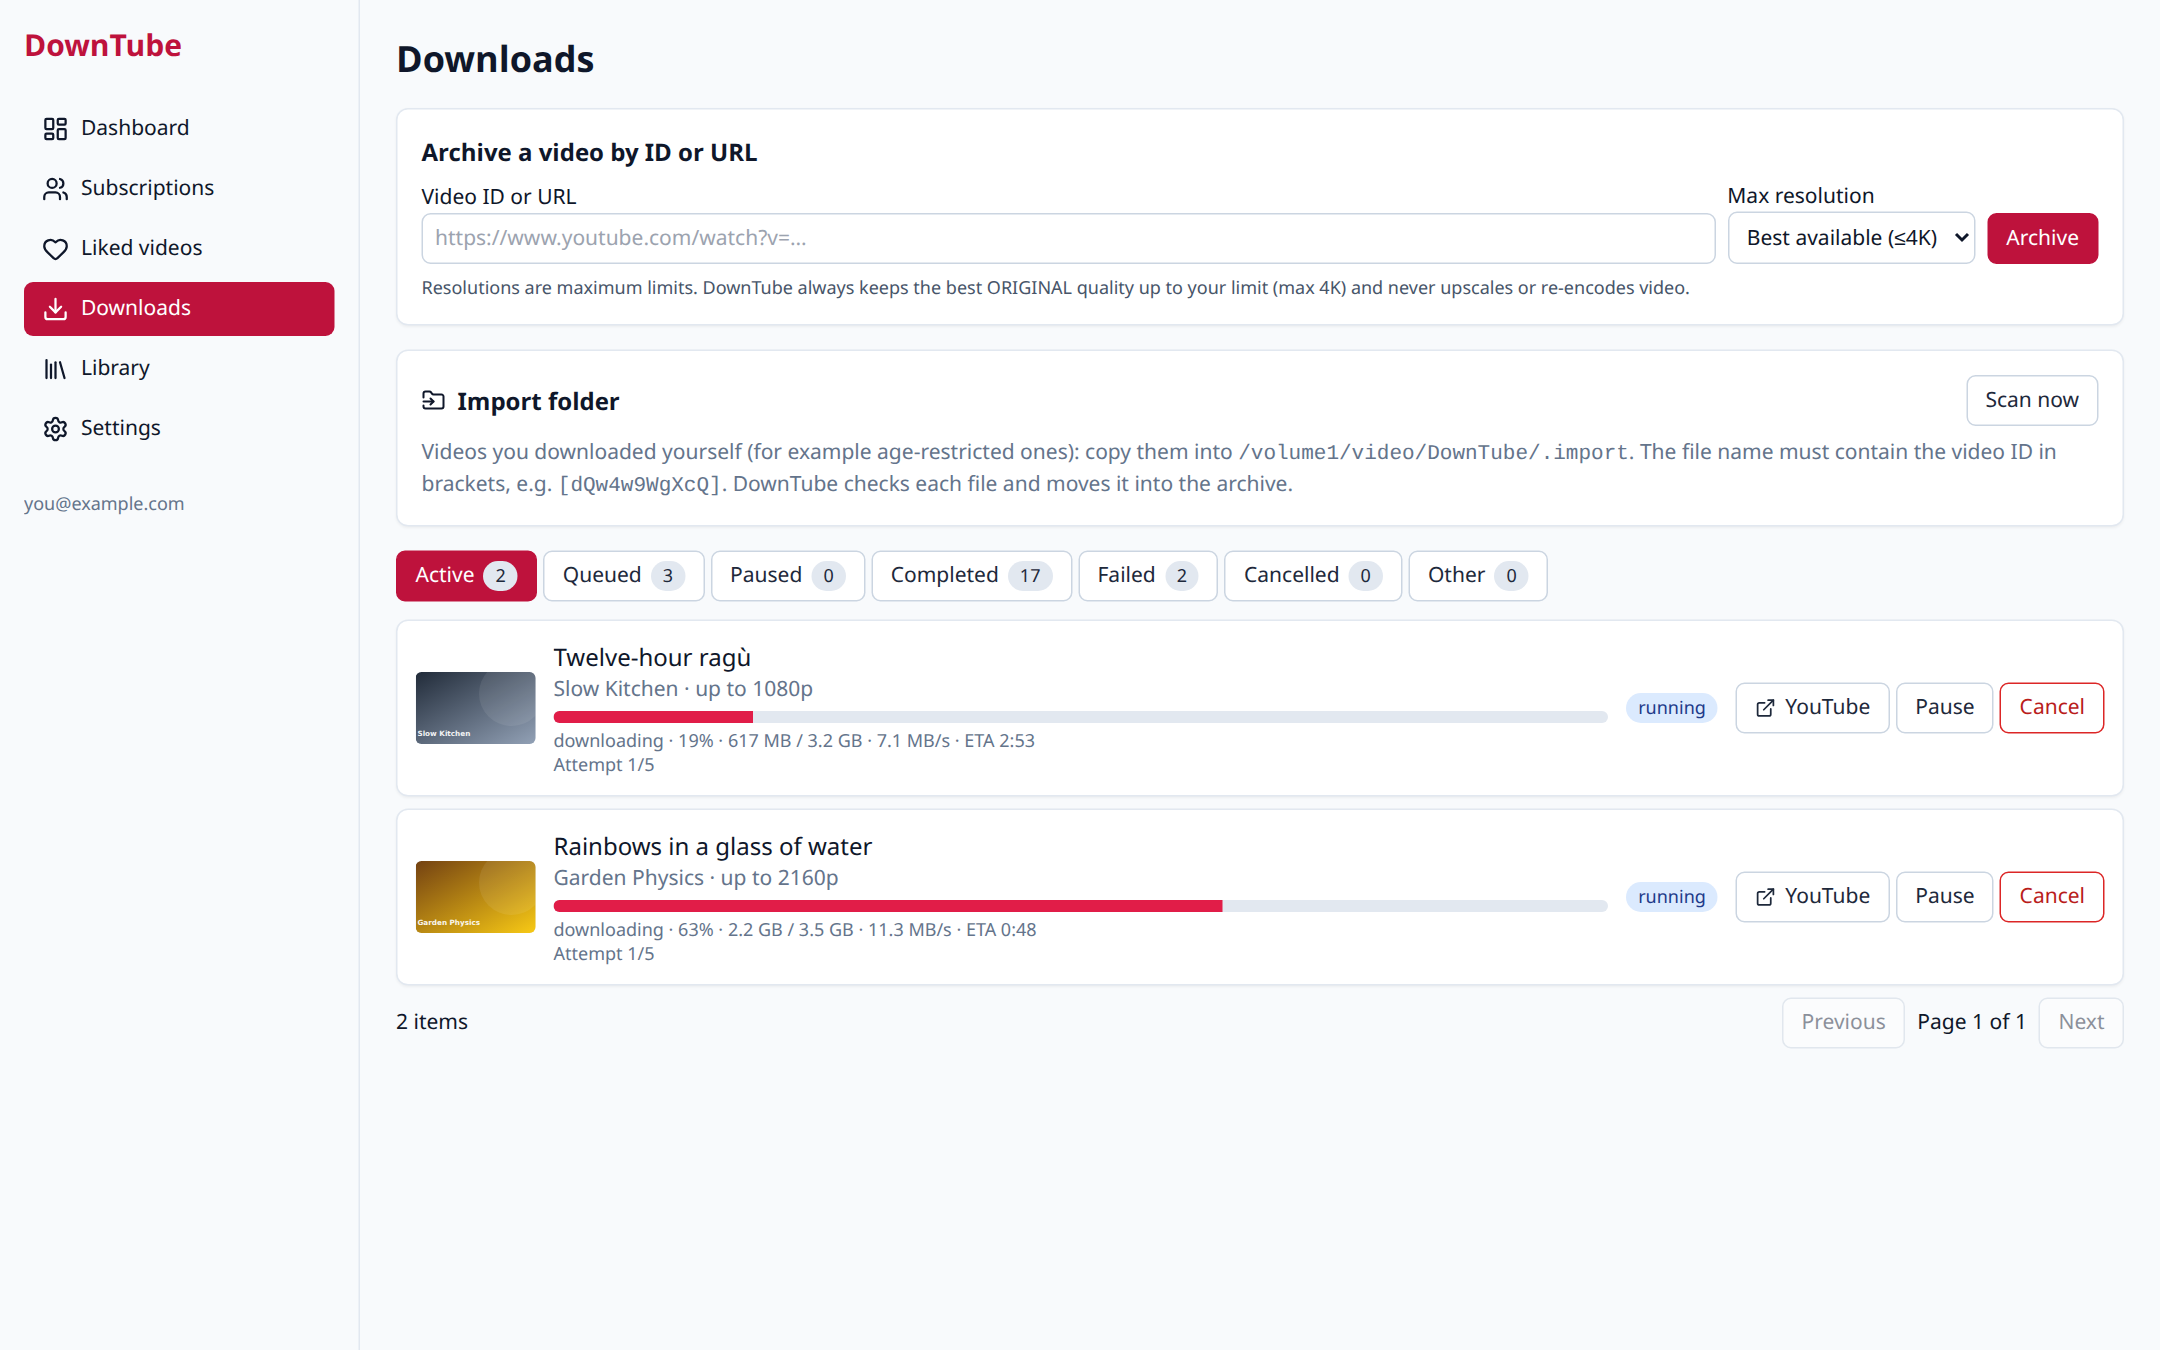 DownTube
Dashboard
Subscriptions
Liked videos
Downloads
Library
Settings
you@example.com
Downloads
Archive a video by ID or URL
Video ID or URL
Max resolution
https://www.youtube.com/watch?v=...
Best available (≤4K)
Archive
Resolutions are maximum limits. DownTube always keeps the best ORIGINAL quality up to your limit (max 4K) and never upscales or re-encodes video.
Import folder
Scan now
Videos you downloaded yourself (for example age-restricted ones): copy them into /volume1/video/DownTube/.import. The file name must contain the video ID in
brackets, e.g. [dQw4w9WgXcQ]. DownTube checks each file and moves it into the archive.
Active 2
Queued 3
Paused 0
Completed 17
Failed 2
Cancelled 0
Other 0
Slow Kitchen
Twelve-hour ragù
Slow Kitchen · up to 1080p
downloading · 19% · 617 MB / 3.2 GB · 7.1 MB/s · ETA 2:53
Attempt 1/5
running
YouTube
Pause
Cancel
Garden Physics
Rainbows in a glass of water
Garden Physics · up to 2160p
downloading · 63% · 2.2 GB / 3.5 GB · 11.3 MB/s · ETA 0:48
Attempt 1/5
running
YouTube
Pause
Cancel
2 items
Previous
Page 1 of 1
Next